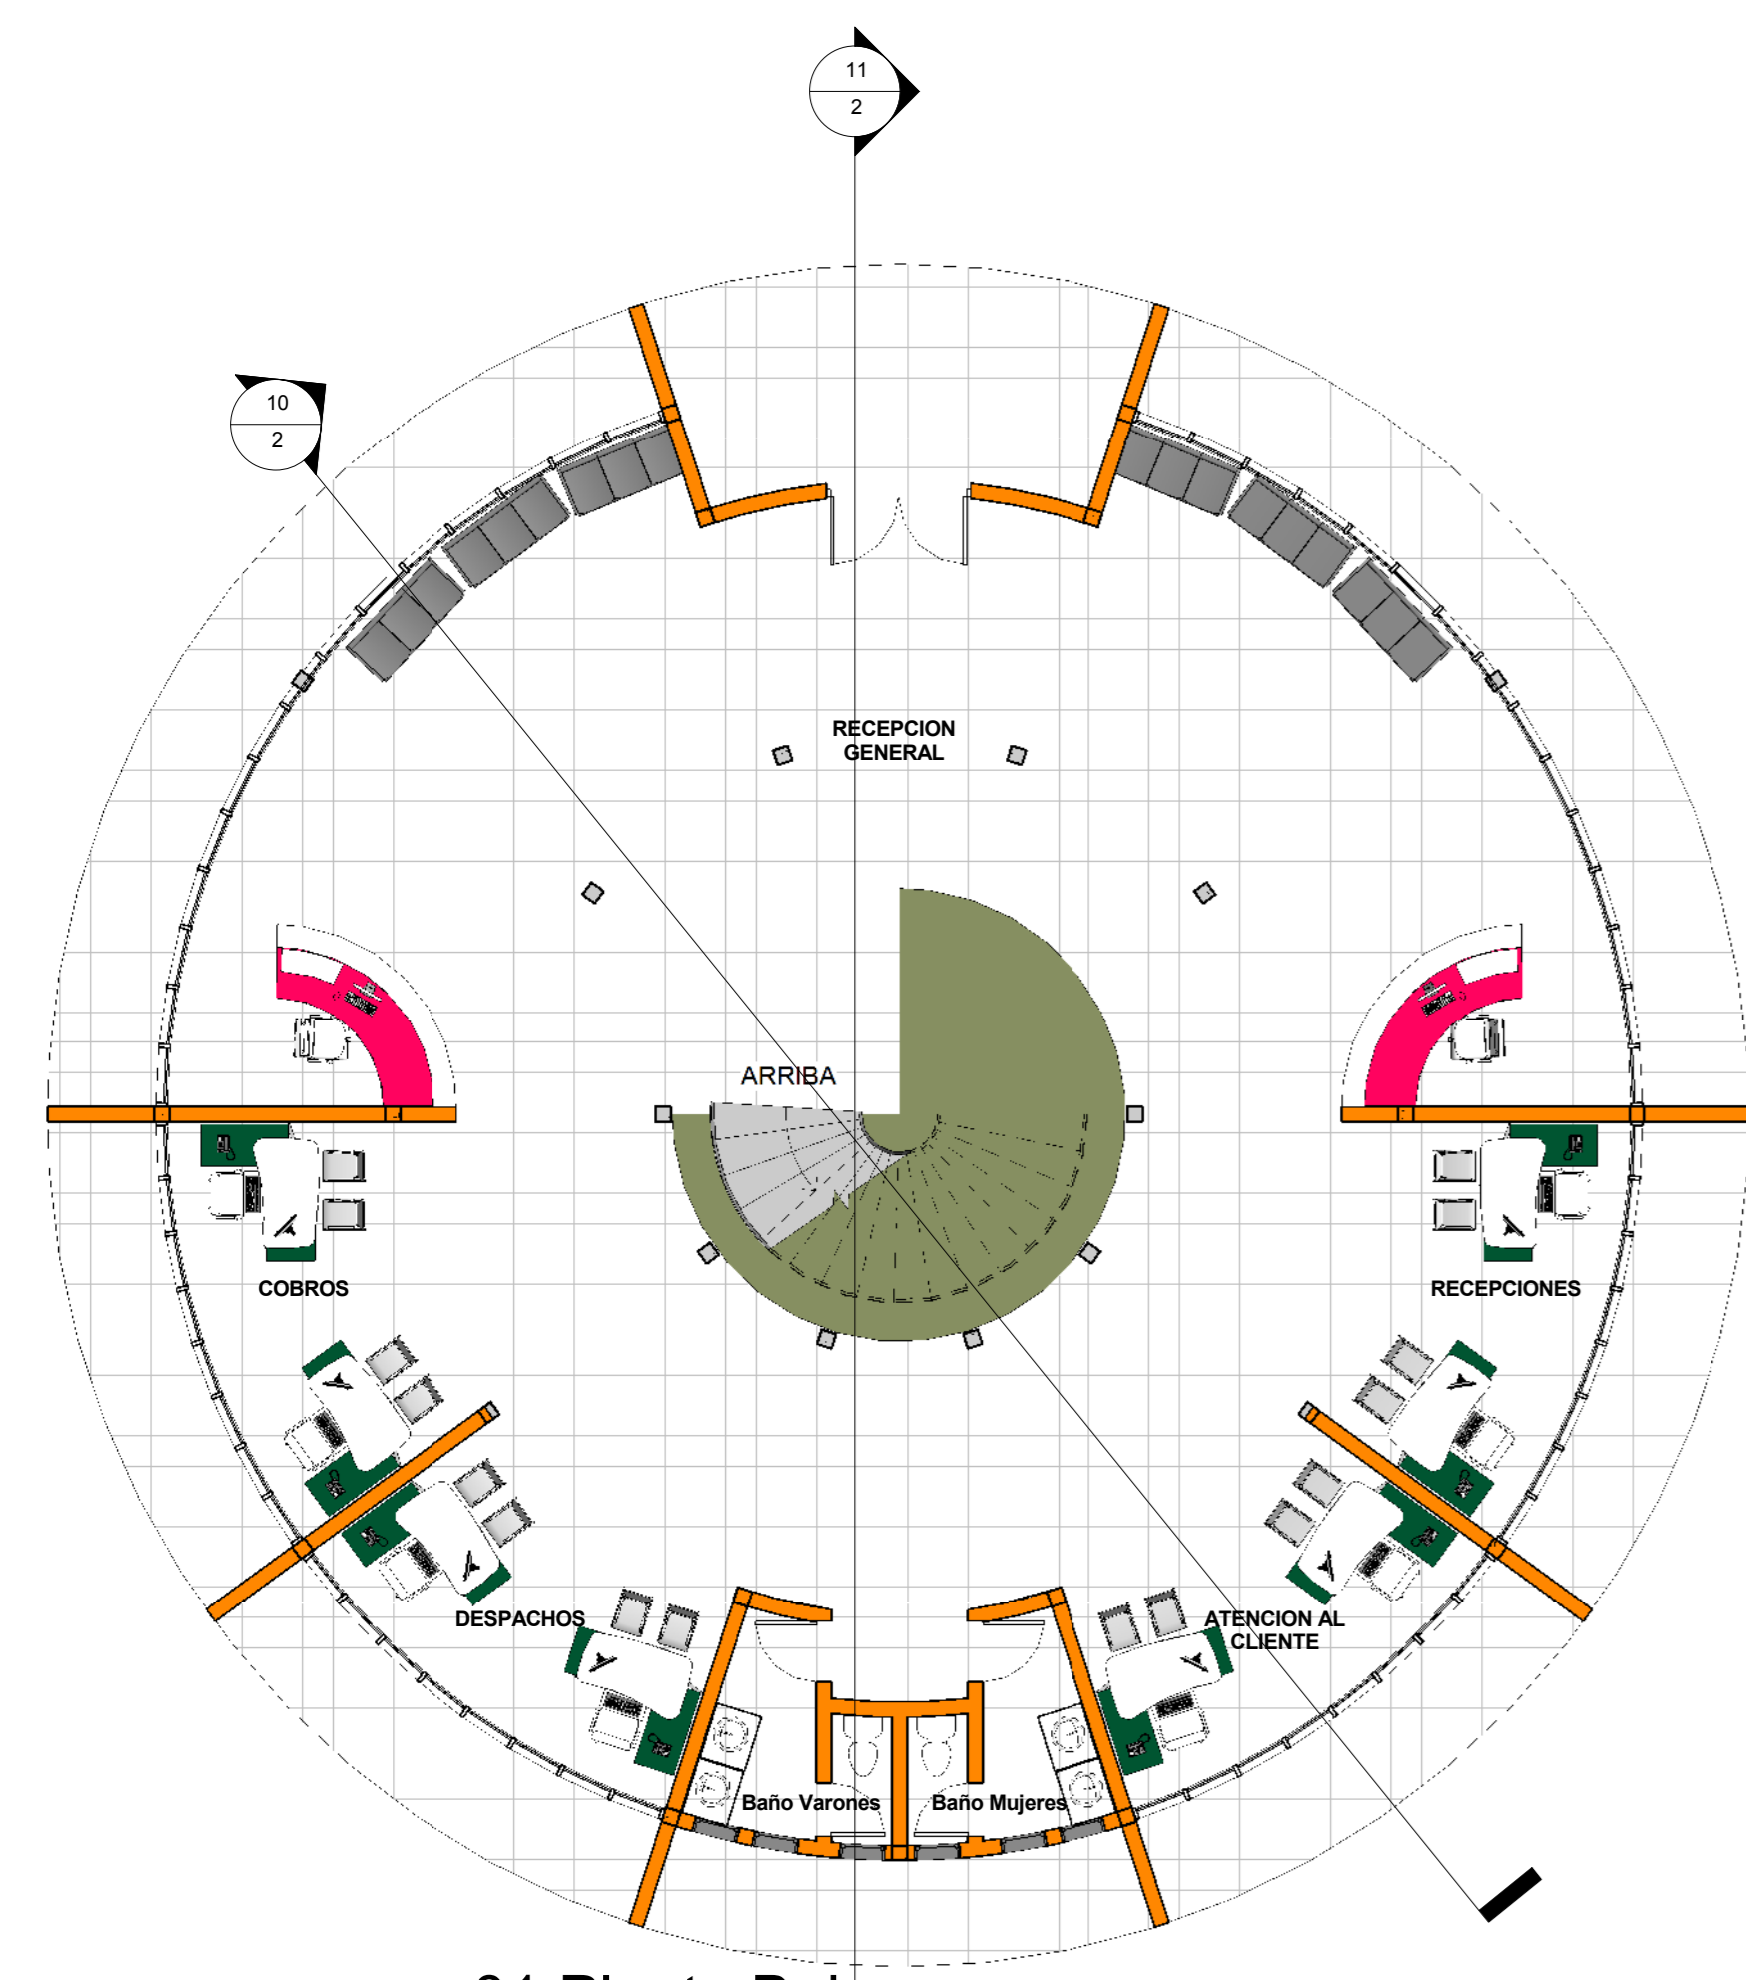 11
2
10
2
RECEPCION
GENERAL
ARRIBA
COBROS
RECEPCIONES
DESPACHOS
ATENCION AL
CLIENTE
Baño Varones
Baño Mujeres